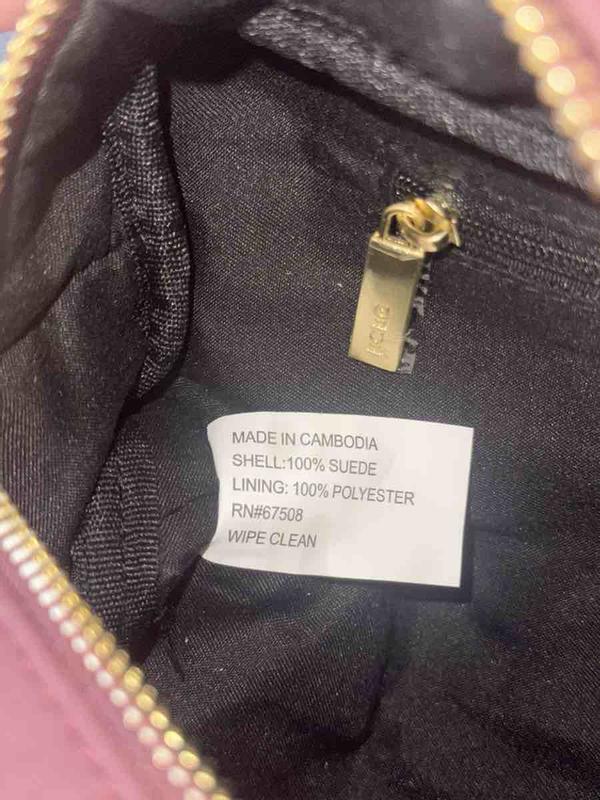 MADE IN CAMBODIA
SHELL:100% SUEDE
LINING: 100% POLYESTER
RN#67508
WIPE CLEAN